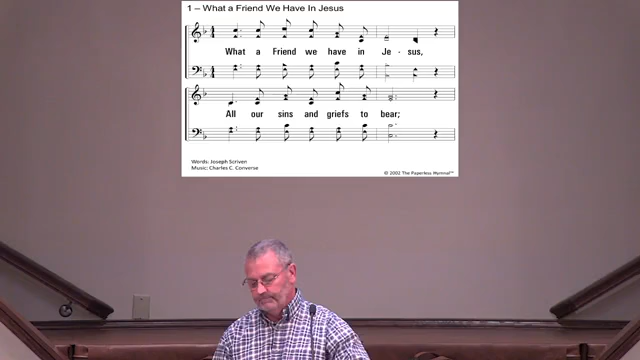 1 – What a Friend We Have In Jesus
What a Friend we have in Je - sus,
All our sins and griefs to bear;
Words: Joseph Scriven
Music: Charles C. Converse
© 2002 The Paperless Hymnal™